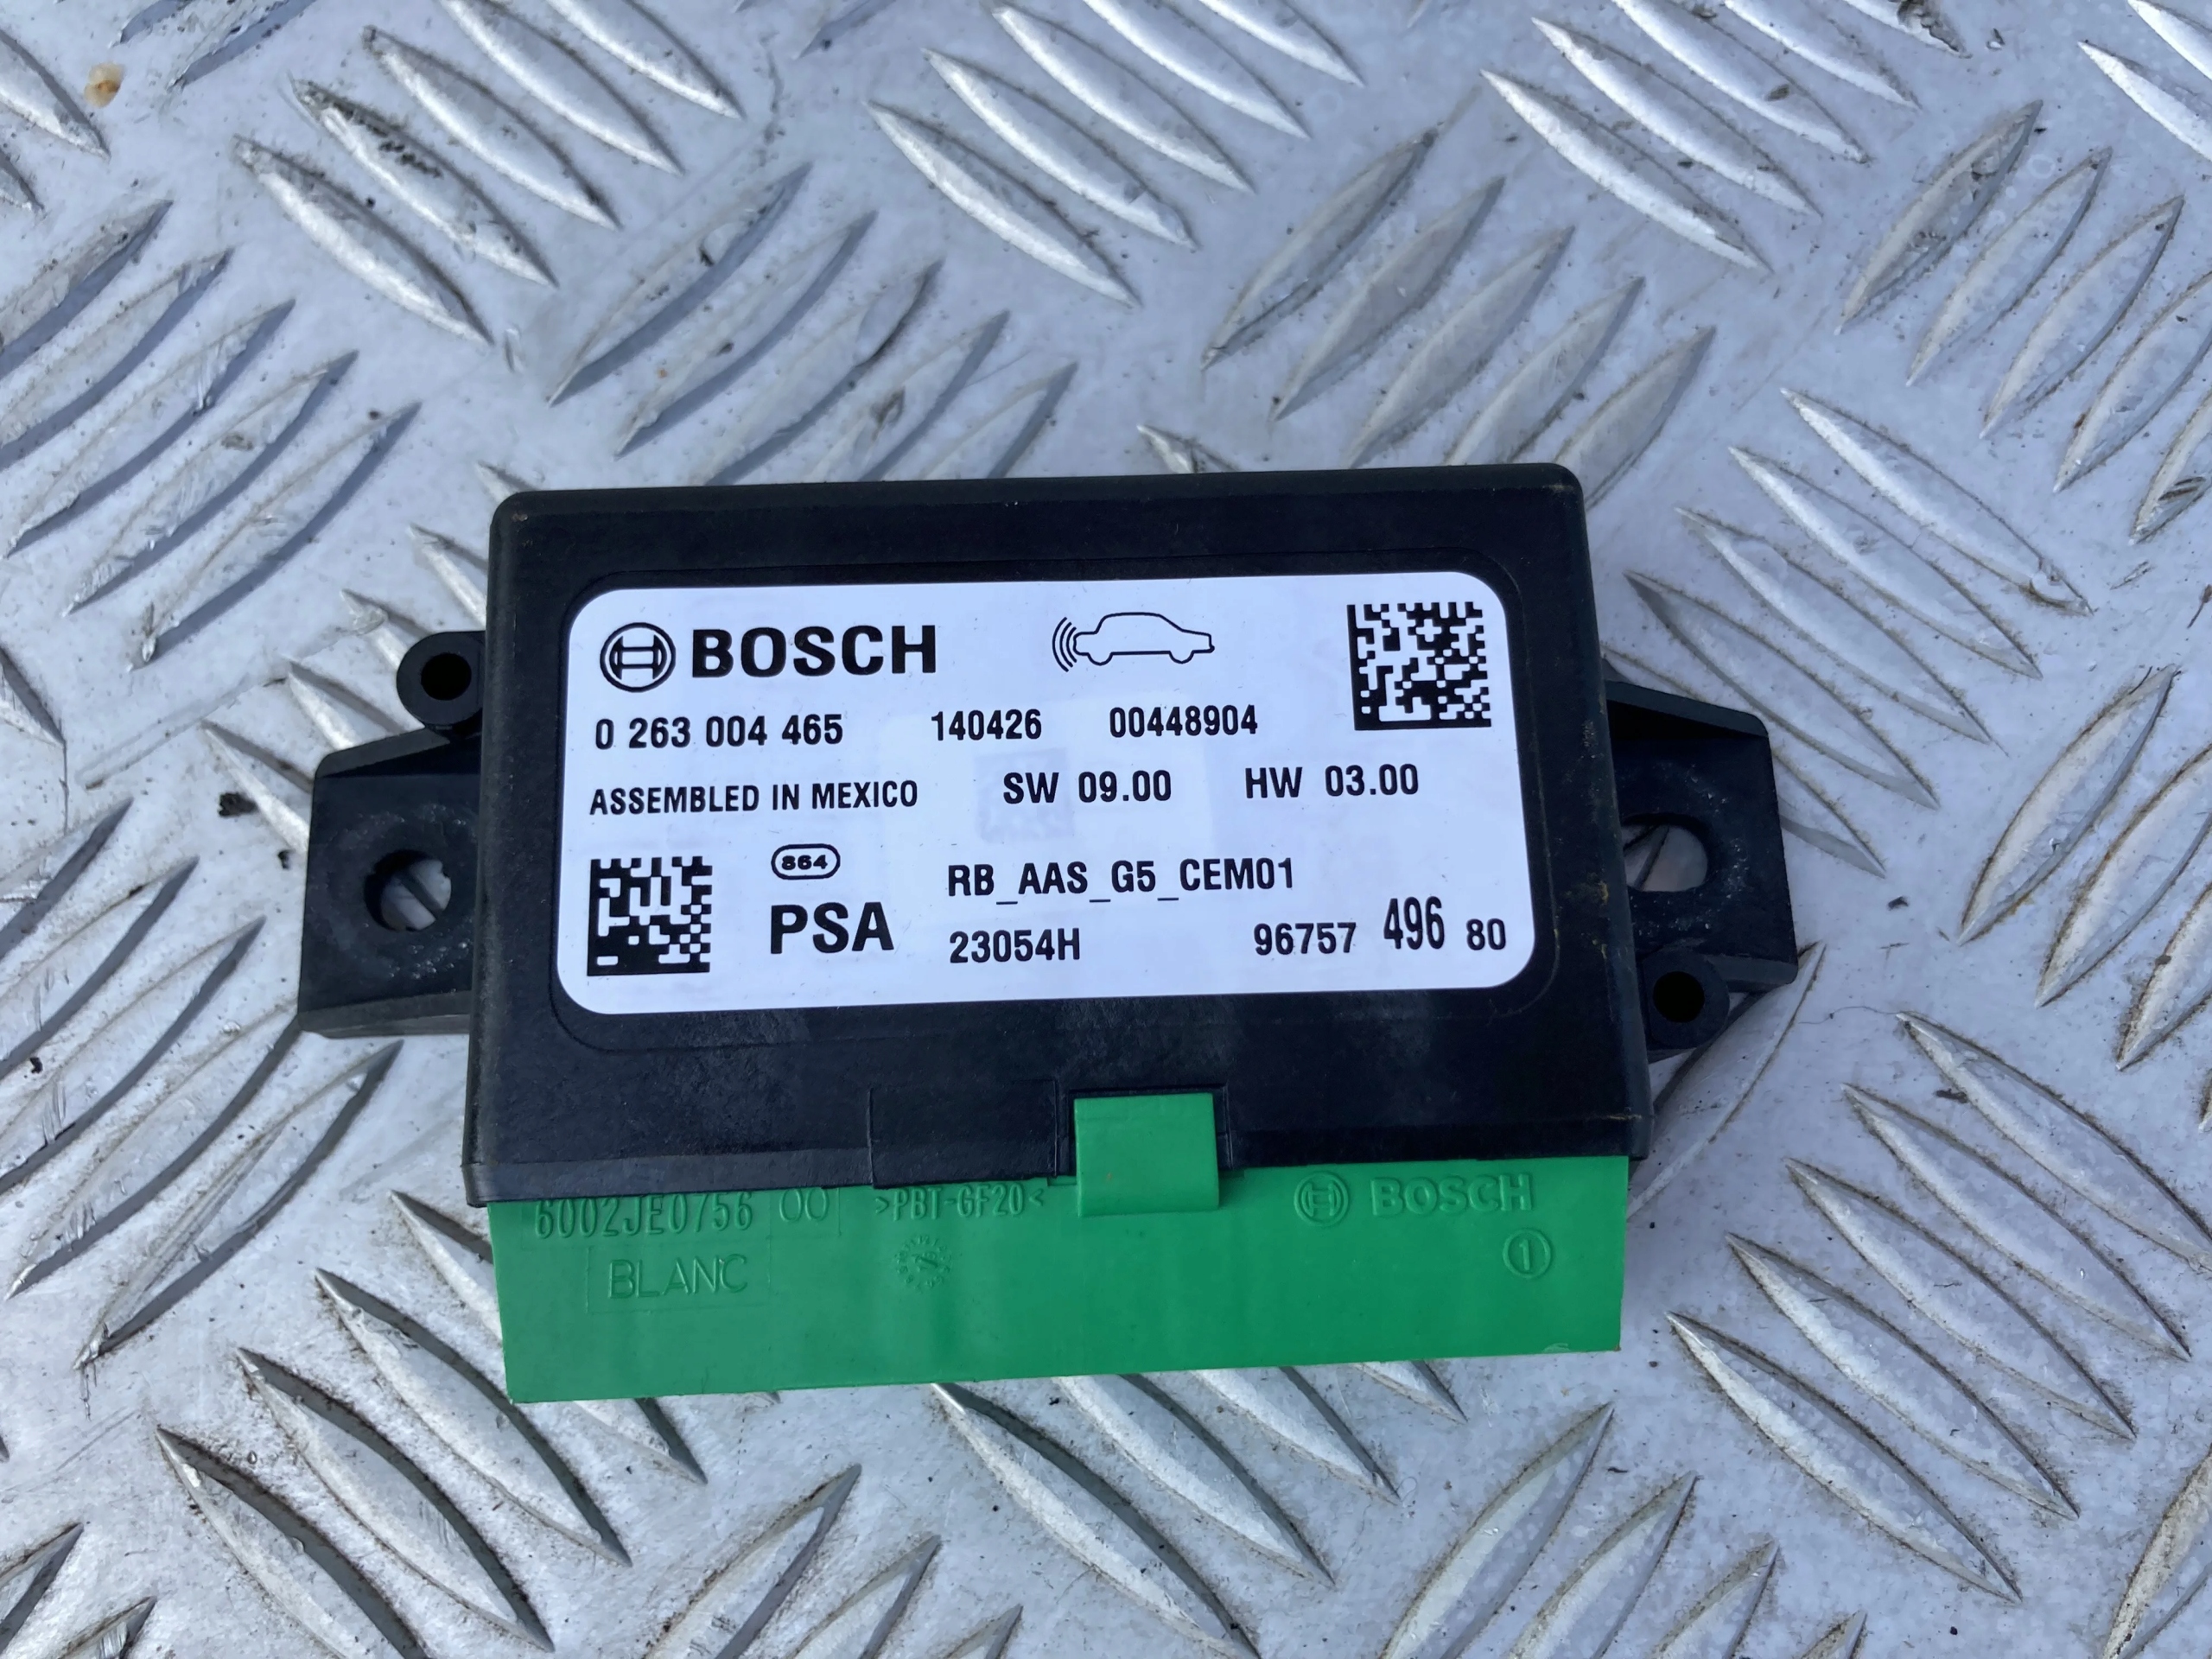 BOSCH
0 263 004 465 140426 00448904
ASSEMBLED IN MEXICO SW 09.00 HW 03.00
864
RB_AAS_G5_CEM01
PSA 23054H 96757 496 80
6002JE0756 00 >PBT-GF20< BOSCH
BLANC 1